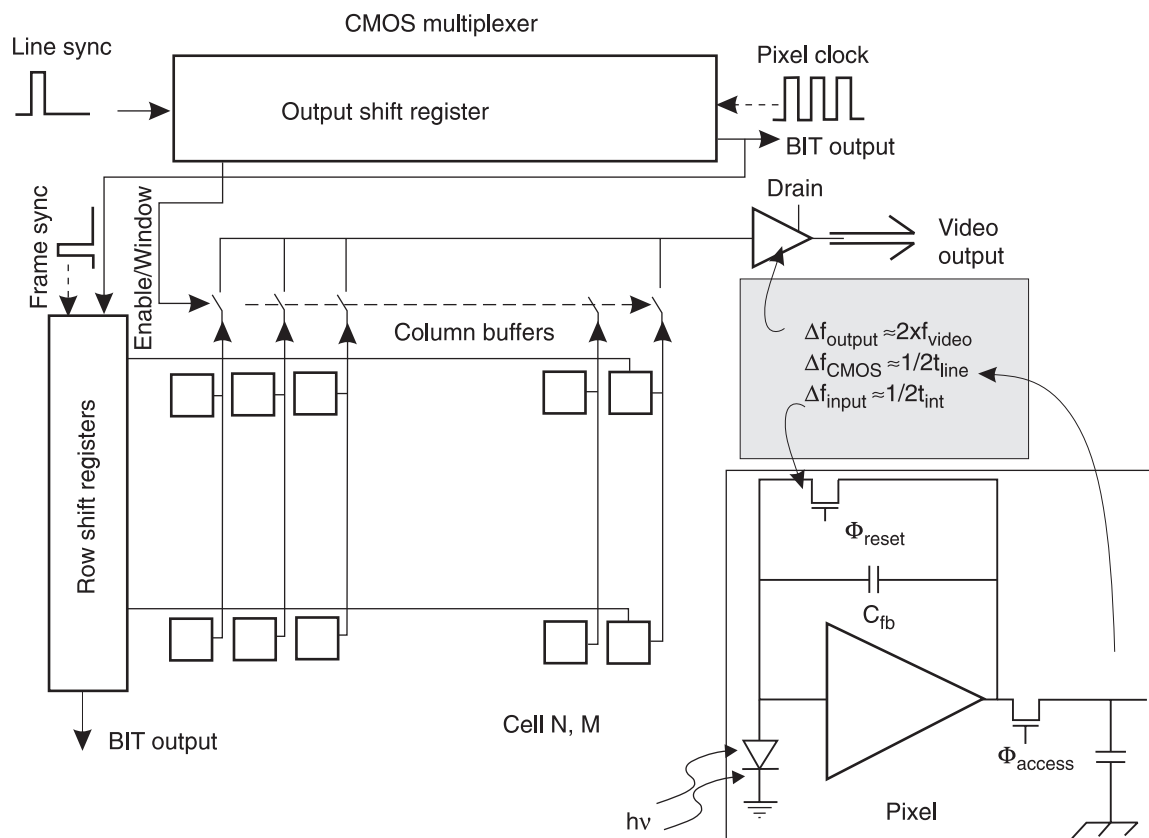 CMOS multiplexer
Line sync
Pixel clock
Output shift register
BIT output
Drain
Frame sync
Enable/Window
Video
output
Column buffers
Δf_output ≈2xf_video
Δf_CMOS ≈1/2t_line
Δf_input ≈1/2t_int
Row shift registers
Φ_reset
C_fb
Cell N, M
BIT output
Φ_access
hν
Pixel